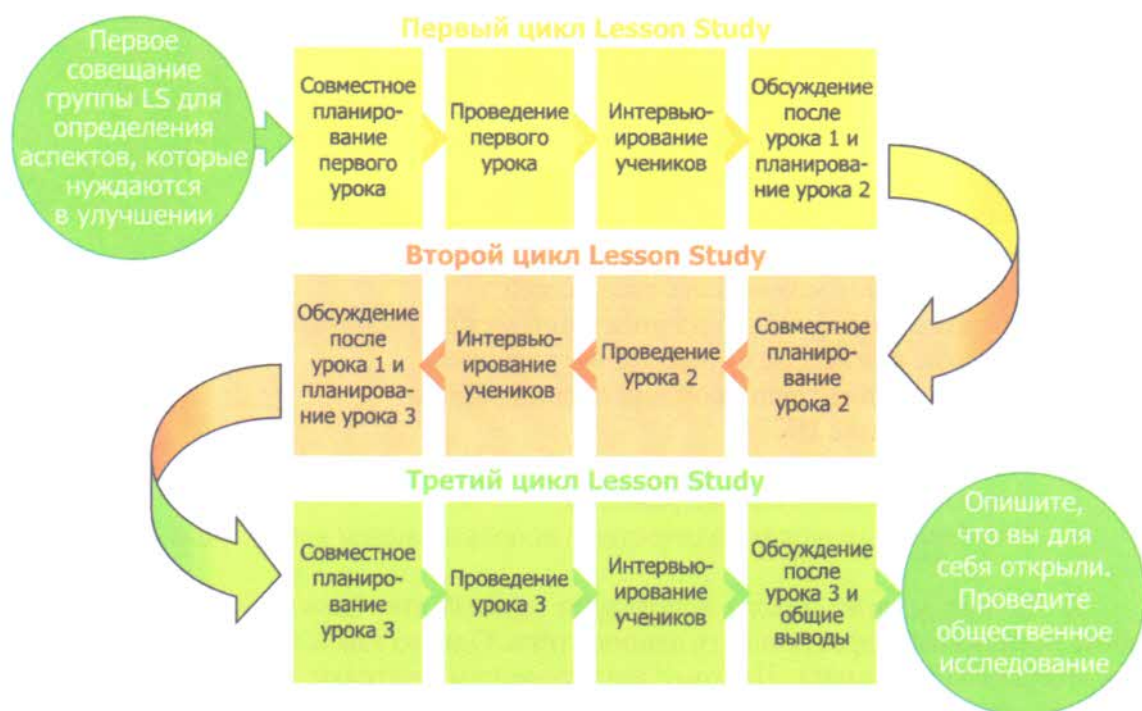 Первое
совещание
группы LS для
определения
аспектов, которые
нуждаются
в улучшении
Первый цикл Lesson Study
Совместное
планиро-
вание
первого
урока
Проведение
первого
урока
Интервью-
ирование
учеников
Обсуждение
после
урока 1 и
планирова-
ние урока 2
Второй цикл Lesson Study
Совместное
планиро-
вание
урока 2
Проведение
урока 2
Интервью-
ирование
учеников
Обсуждение
после
урока 1 и
планирова-
ние урока 3
Третий цикл Lesson Study
Совместное
планиро-
вание
урока 3
Проведение
урока 3
Интервью-
ирование
учеников
Обсуждение
после
урока 3 и
общие
выводы
Опишите,
что вы для
себя открыли.
Проведите
общественное
исследование